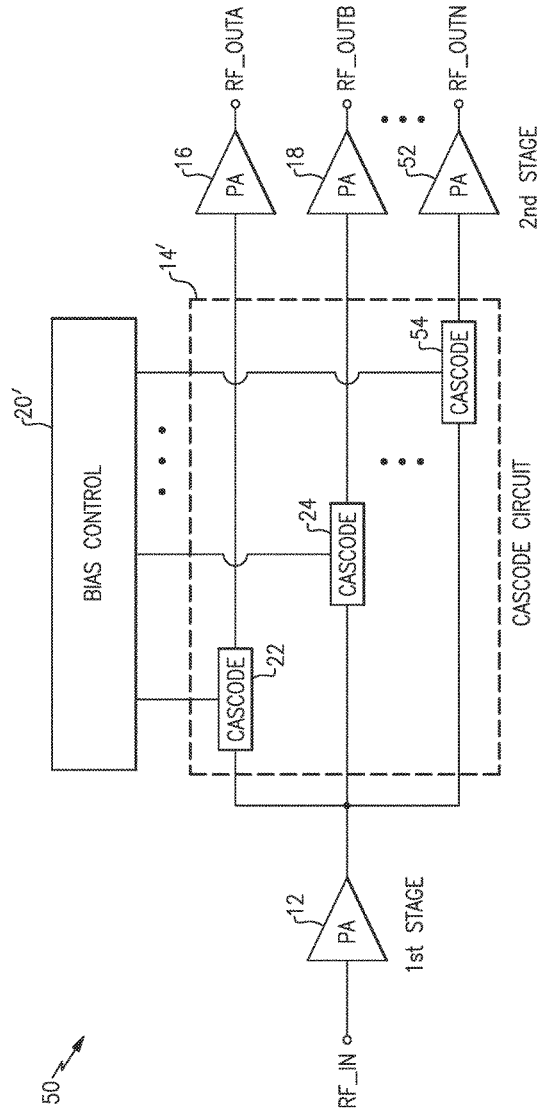 50
20′
BIAS CONTROL
14′
16
PA
RF_OUTA
CASCODE
22
RF_IN
12
PA
1st STAGE
24
CASCODE
18
PA
RF_OUTB
54
CASCODE
52
PA
RF_OUTN
CASCODE CIRCUIT
2nd STAGE